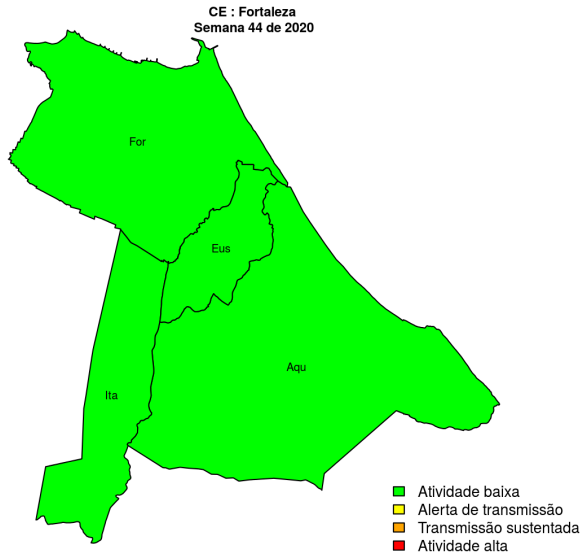 CE : Fortaleza
Semana 44 de 2020
For
Eus
Aqu
Ita
Atividade baixa
Alerta de transmissão
Transmissão sustentada
Atividade alta